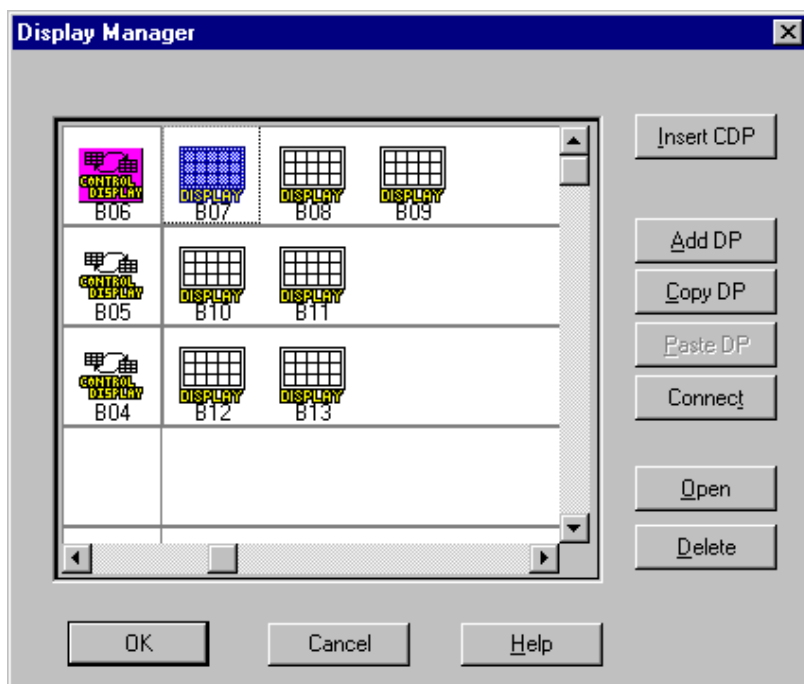 Display Manager
Insert CDP
CONTROL DISPLAY B06
DISPLAY B07
DISPLAY B08
DISPLAY B09
Add DP
CONTROL DISPLAY B05
DISPLAY B10
DISPLAY B11
Copy DP
Paste DP
CONTROL DISPLAY B04
DISPLAY B12
DISPLAY B13
Connect
Open
Delete
OK
Cancel
Help